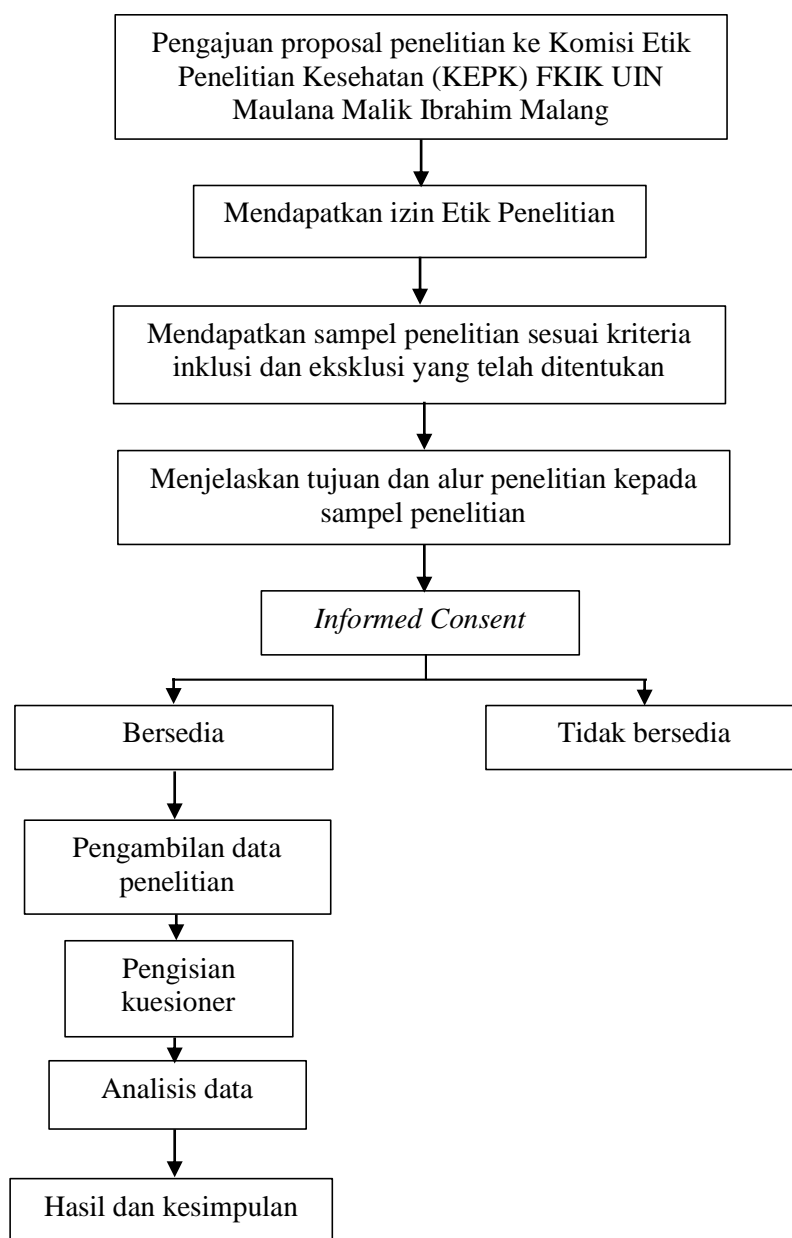 Pengajuan proposal penelitian ke Komisi Etik
Penelitian Kesehatan (KEPK) FKIK UIN
Maulana Malik Ibrahim Malang
Mendapatkan izin Etik Penelitian
Mendapatkan sampel penelitian sesuai kriteria
inklusi dan eksklusi yang telah ditentukan
Menjelaskan tujuan dan alur penelitian kepada
sampel penelitian
Informed Consent
Bersedia
Tidak bersedia
Pengambilan data
penelitian
Pengisian
kuesioner
Analisis data
Hasil dan kesimpulan